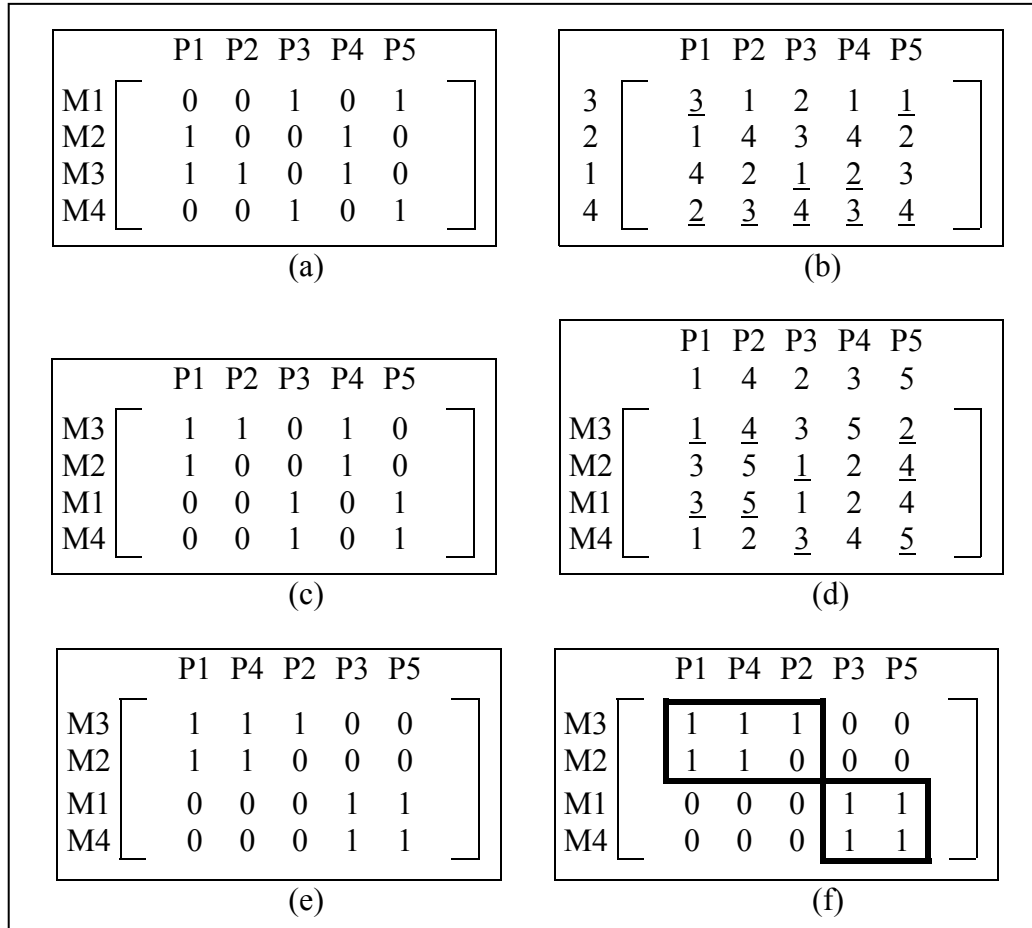 P1 P2 P3 P4 P5
M1 0 0 1 0 1
M2 1 0 0 1 0
M3 1 1 0 1 0
M4 0 0 1 0 1
(a)
P1 P2 P3 P4 P5
3 3 1 2 1 1
2 1 4 3 4 2
1 4 2 1 2 3
4 2 3 4 3 4
(b)
P1 P2 P3 P4 P5
M3 1 1 0 1 0
M2 1 0 0 1 0
M1 0 0 1 0 1
M4 0 0 1 0 1
(c)
P1 P2 P3 P4 P5
1 4 2 3 5
M3 1 4 3 5 2
M2 3 5 1 2 4
M1 3 5 1 2 4
M4 1 2 3 4 5
(d)
P1 P4 P2 P3 P5
M3 1 1 1 0 0
M2 1 1 0 0 0
M1 0 0 0 1 1
M4 0 0 0 1 1
(e)
P1 P4 P2 P3 P5
M3 1 1 1 0 0
M2 1 1 0 0 0
M1 0 0 0 1 1
M4 0 0 0 1 1
(f)